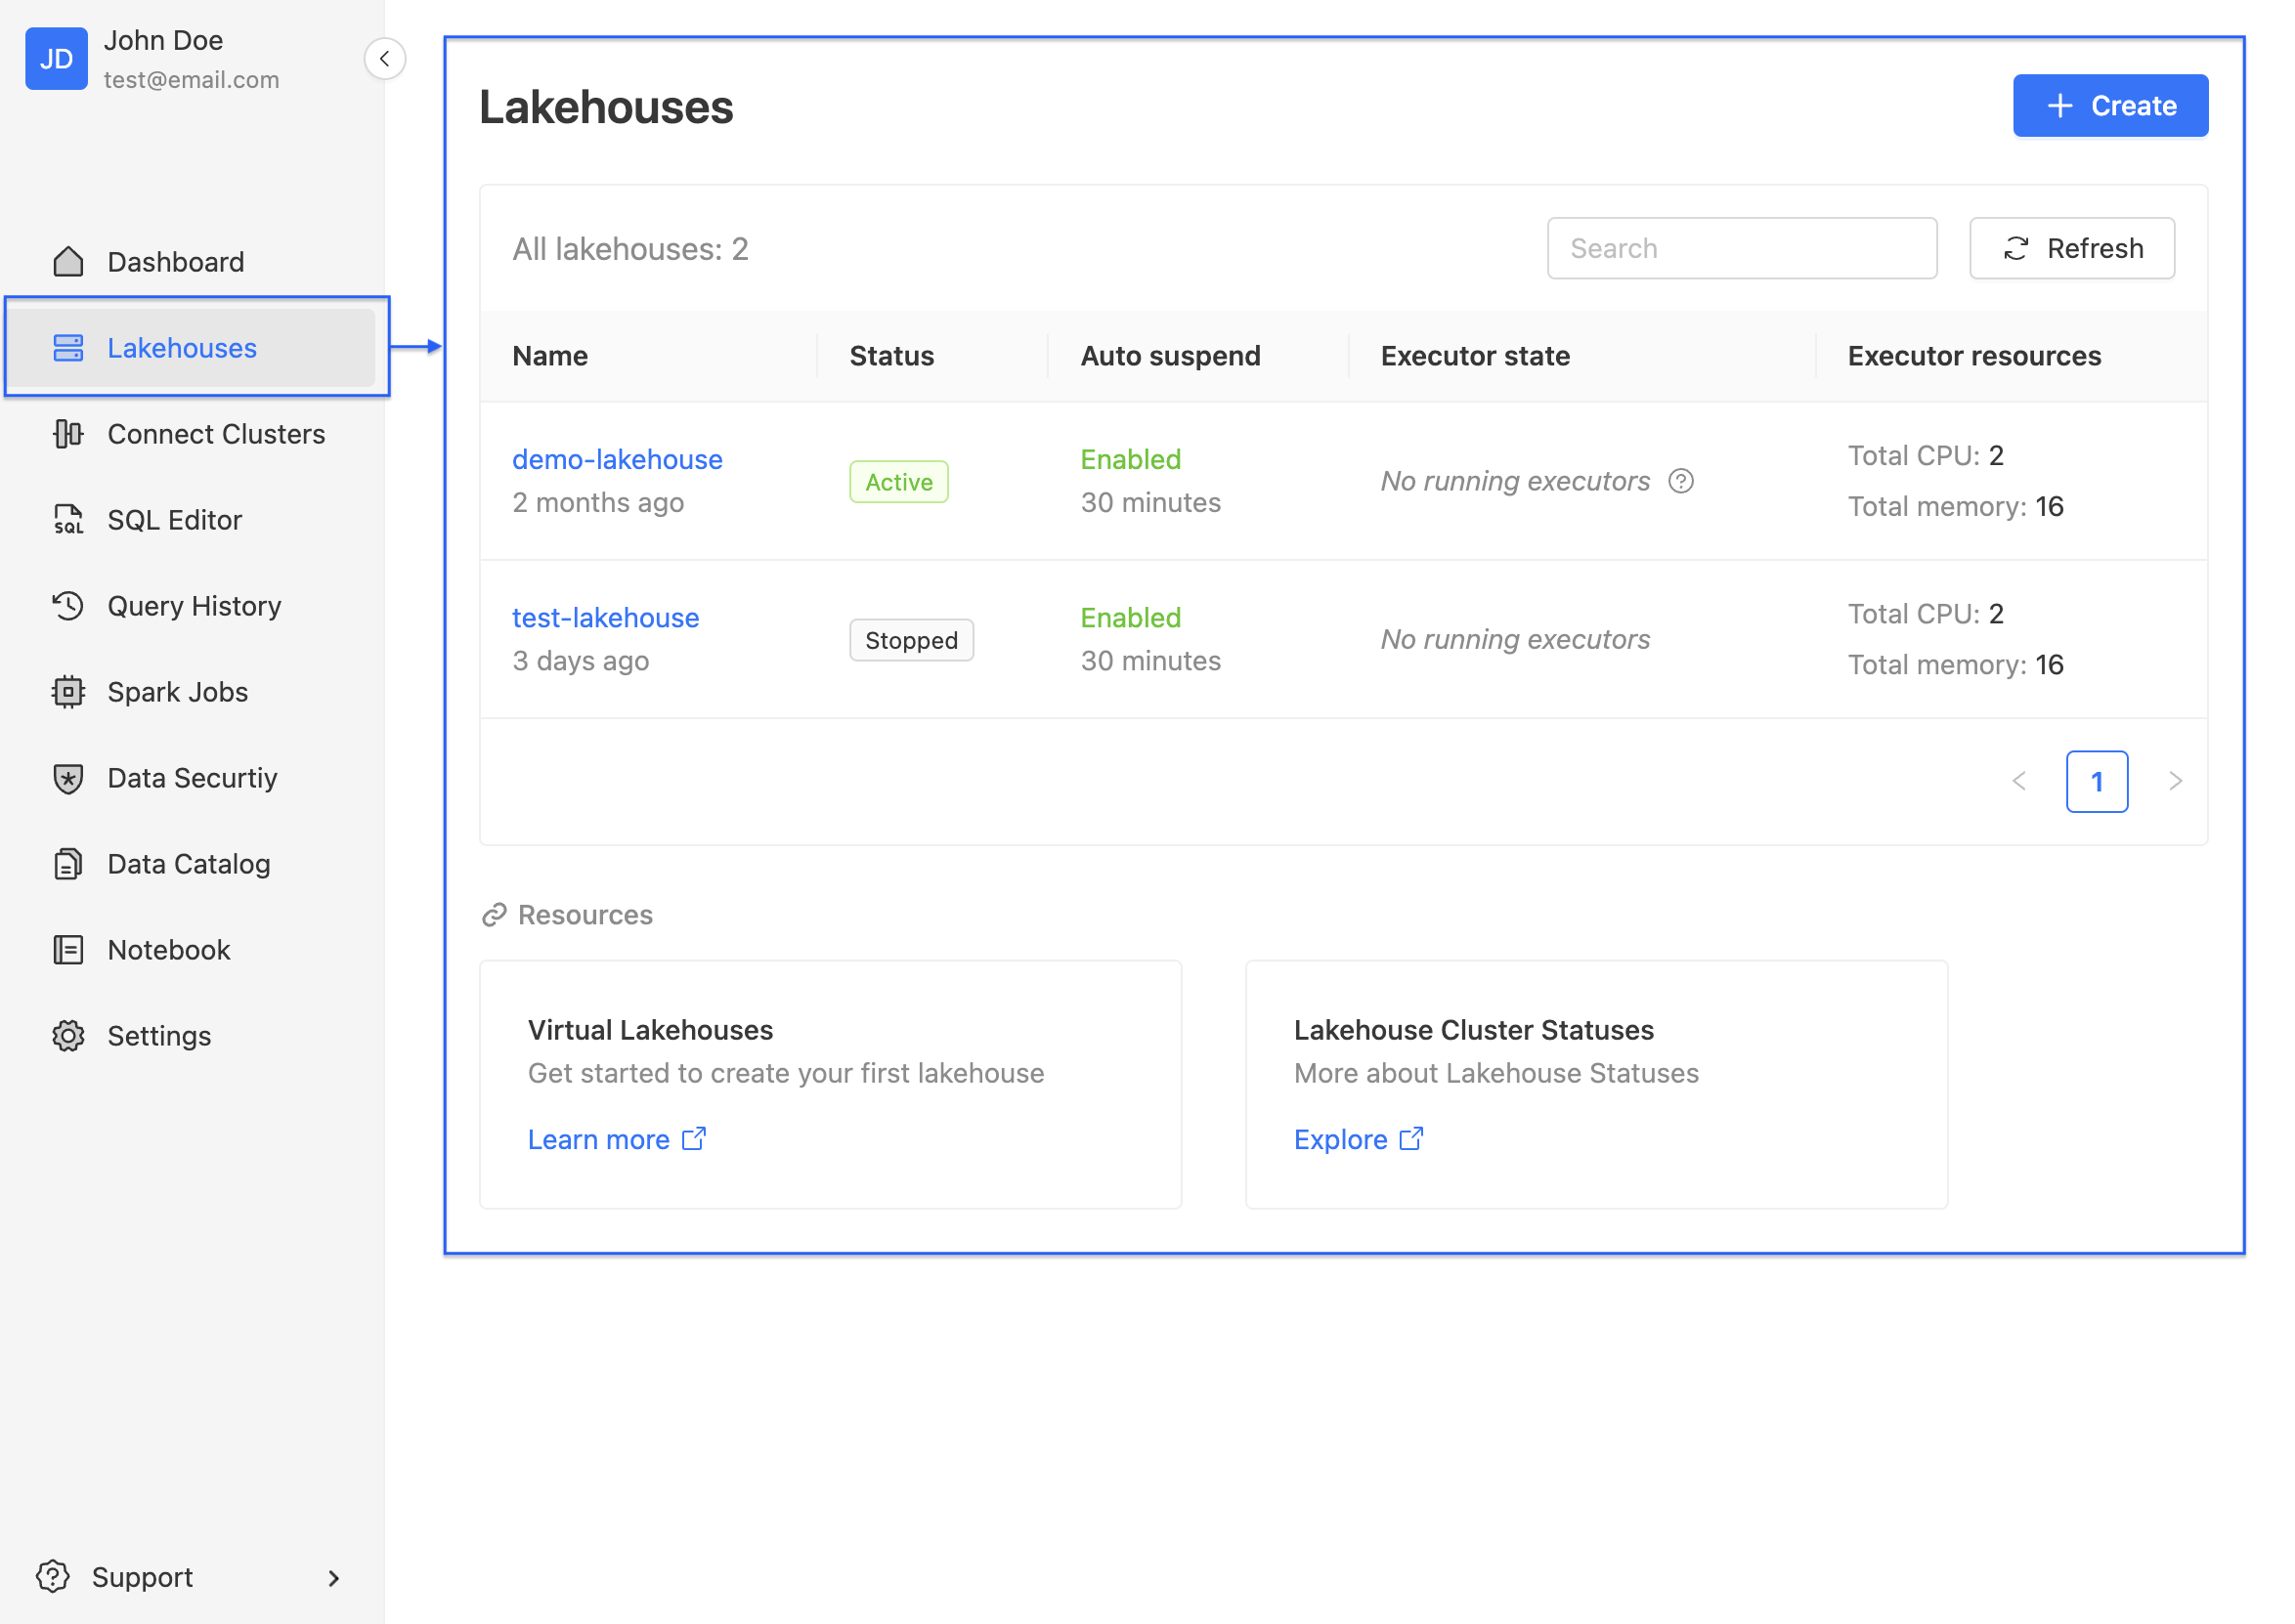 JD
John Doe
test@email.com
Dashboard
Lakehouses
Connect Clusters
SQL
SQL Editor
Query History
Spark Jobs
Data Securtiy
Data Catalog
Notebook
Settings
Support
Lakehouses
Create
All lakehouses: 2
Search
Refresh
Name Status Auto suspend Executor state Executor resources
demo-lakehouse
2 months ago
Active
Enabled
30 minutes
No running executors ?
Total CPU: 2
Total memory: 16
test-lakehouse
3 days ago
Stopped
Enabled
30 minutes
No running executors
Total CPU: 2
Total memory: 16
1
Resources
Virtual Lakehouses
Get started to create your first lakehouse
Learn more
Lakehouse Cluster Statuses
More about Lakehouse Statuses
Explore